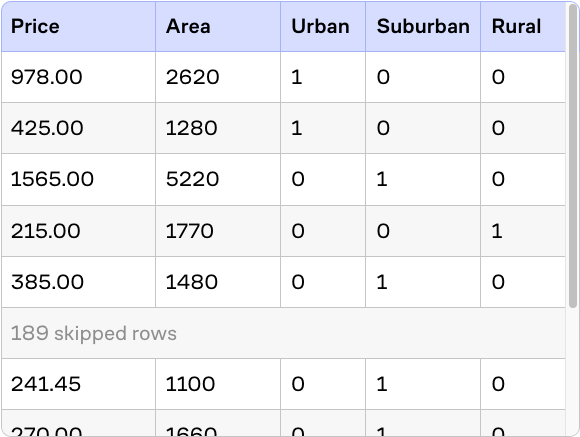 Price Area Urban Suburban Rural
978.00 2620 1 0 0
425.00 1280 1 0 0
1565.00 5220 0 1 0
215.00 1770 0 0 1
385.00 1480 0 1 0
189 skipped rows
241.45 1100 0 1 0
270.00 1660 0 1 0